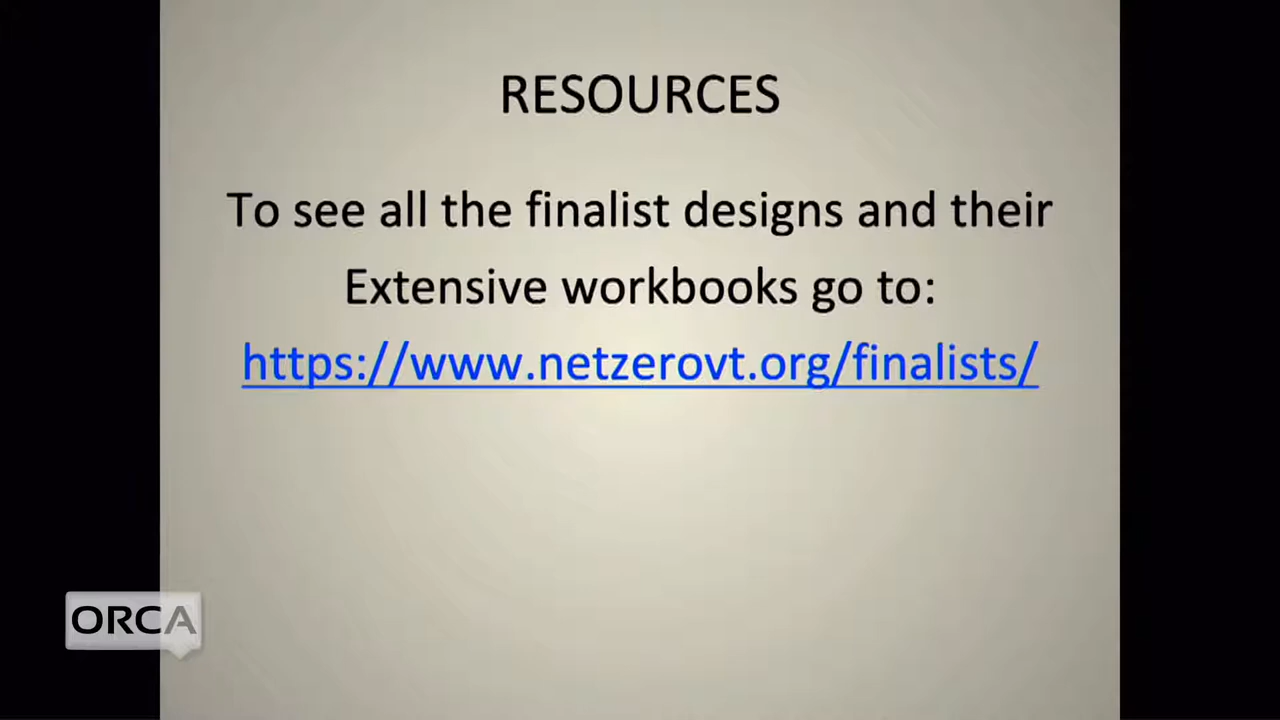 RESOURCES
To see all the finalist designs and their
Extensive workbooks go to:
https://www.netzerovt.org/finalists/
ORCA